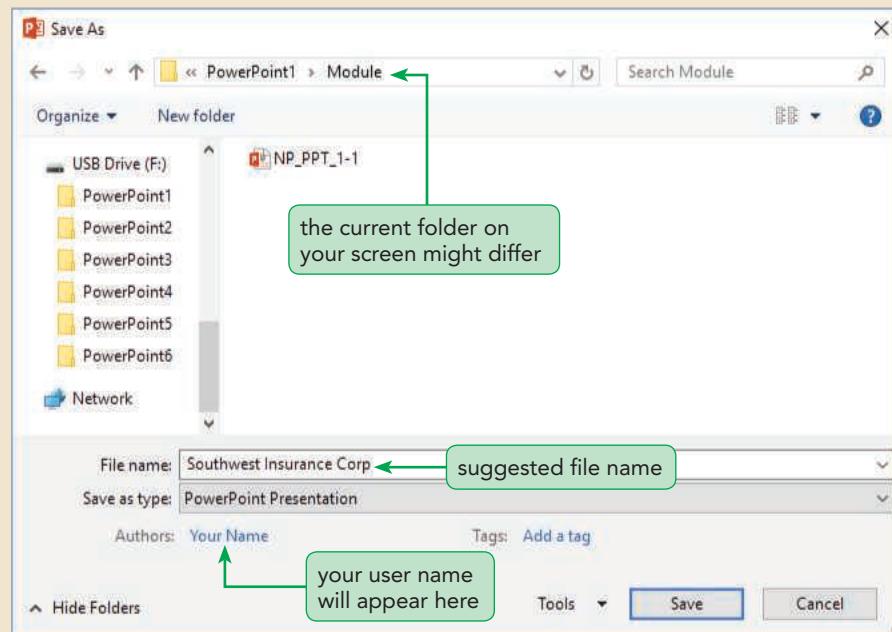 Save As
« PowerPoint1 > Module
Search Module
Organize
New folder
?
USB Drive (F:)
NP_PPT_1-1
PowerPoint1
PowerPoint2
the current folder on
your screen might differ
PowerPoint3
PowerPoint4
PowerPoint5
PowerPoint6
Network
File name: Southwest Insurance Corp
suggested file name
Save as type: PowerPoint Presentation
Authors: Your Name
Tags: Add a tag
your user name
will appear here
Hide Folders
Tools
Save
Cancel